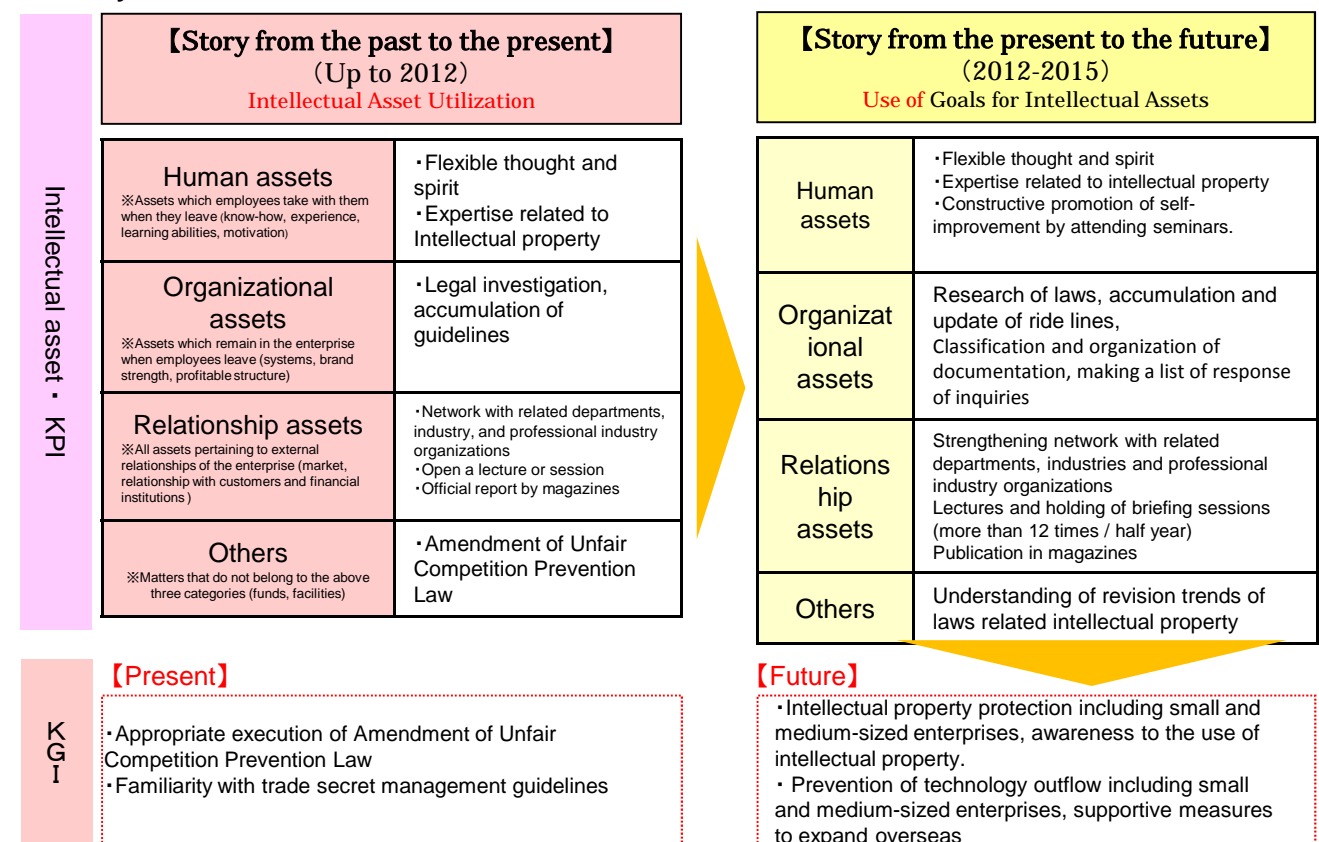 【Story from the past to the present】
（Up to 2012）
Intellectual Asset Utilization
【Story from the present to the future】
（2012-2015）
Use of Goals for Intellectual Assets
Intellectual asset・ KPI
Human assets
※Assets which employees take with them
when they leave (know-how, experience,
learning abilities, motivation)
・Flexible thought and
spirit
・Expertise related to
Intellectual property
Organizational
assets
※Assets which remain in the enterprise
when employees leave (systems, brand
strength, profitable structure)
・Legal investigation,
accumulation of
guidelines
Relationship assets
※All assets pertaining to external
relationships of the enterprise (market,
relationship with customers and financial
institutions )
・Network with related departments,
industry, and professional industry
organizations
・Open a lecture or session
・Official report by magazines
Others
※Matters that do not belong to the above
three categories (funds, facilities)
・Amendment of Unfair
Competition Prevention
Law
Human
assets
・Flexible thought and spirit
・Expertise related to intellectual property
・Constructive promotion of self-
improvement by attending seminars.
Organizat
ional
assets
Research of laws, accumulation and
update of ride lines,
Classification and organization of
documentation, making a list of response
of inquiries
Relations
hip
assets
Strengthening network with related
departments, industries and professional
industry organizations
Lectures and holding of briefing sessions
(more than 12 times / half year)
Publication in magazines
Others
Understanding of revision trends of
laws related intellectual property
KGI
【Present】
・Appropriate execution of Amendment of Unfair
Competition Prevention Law
・Familiarity with trade secret management guidelines
【Future】
・Intellectual property protection including small and
medium-sized enterprises, awareness to the use of
intellectual property.
・ Prevention of technology outflow including small
and medium-sized enterprises, supportive measures
to expand overseas